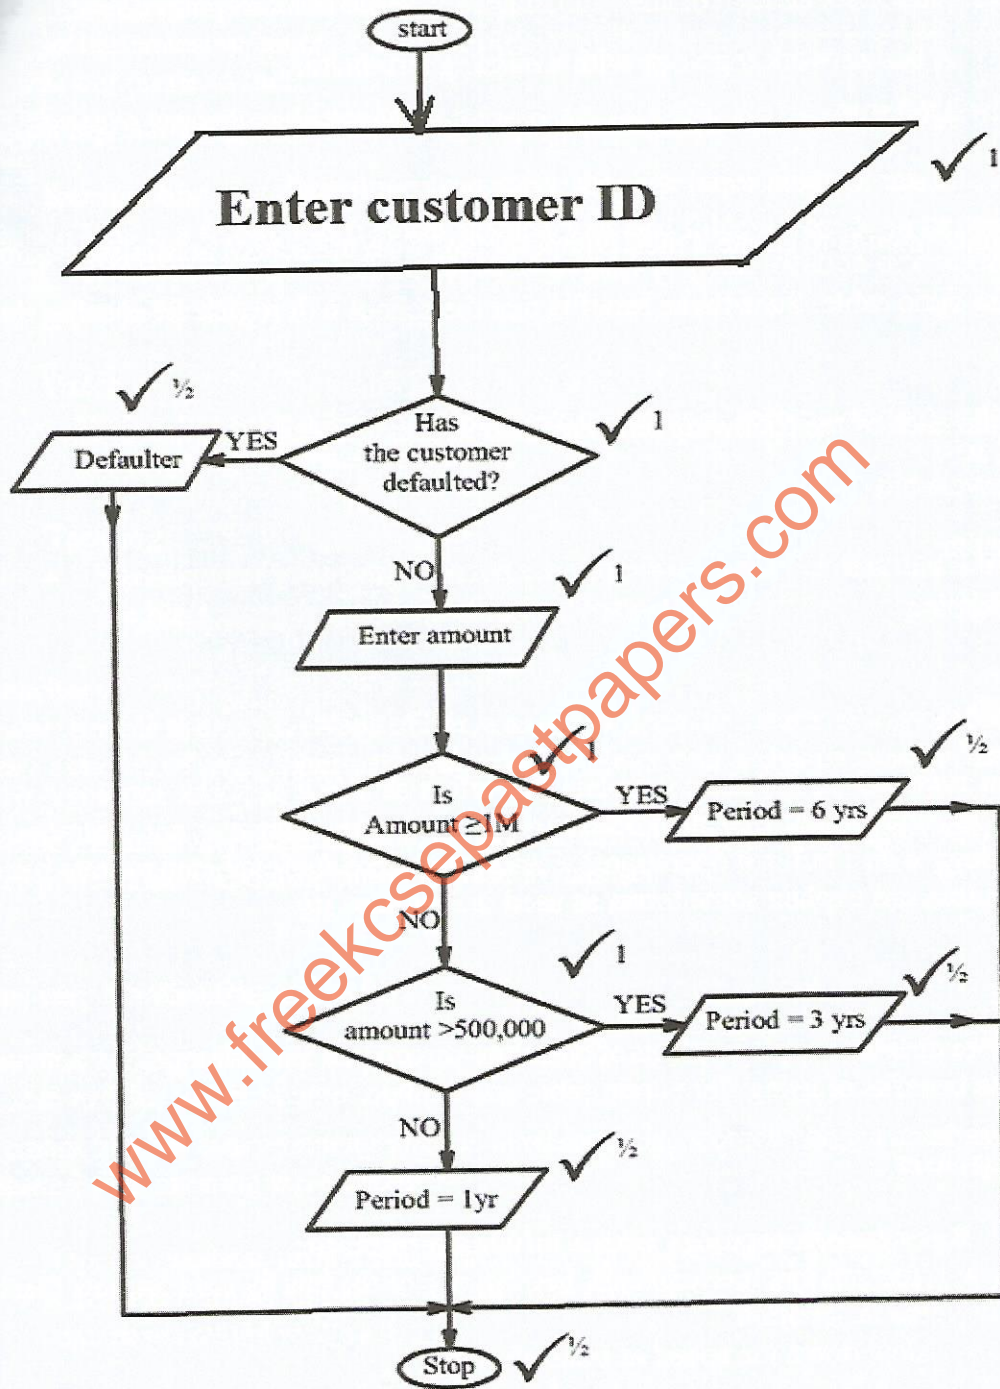 start
Enter customer ID
1
½
1
Has
the customer
defaulted?
YES
Defaulter
NO
1
Enter amount
1
½
Is
Amount ≥1M
YES
Period = 6 yrs
NO
1
½
Is
amount >500,000
YES
Period = 3 yrs
NO
½
Period = 1yr
Stop
½
www.freekcsepastpapers.com